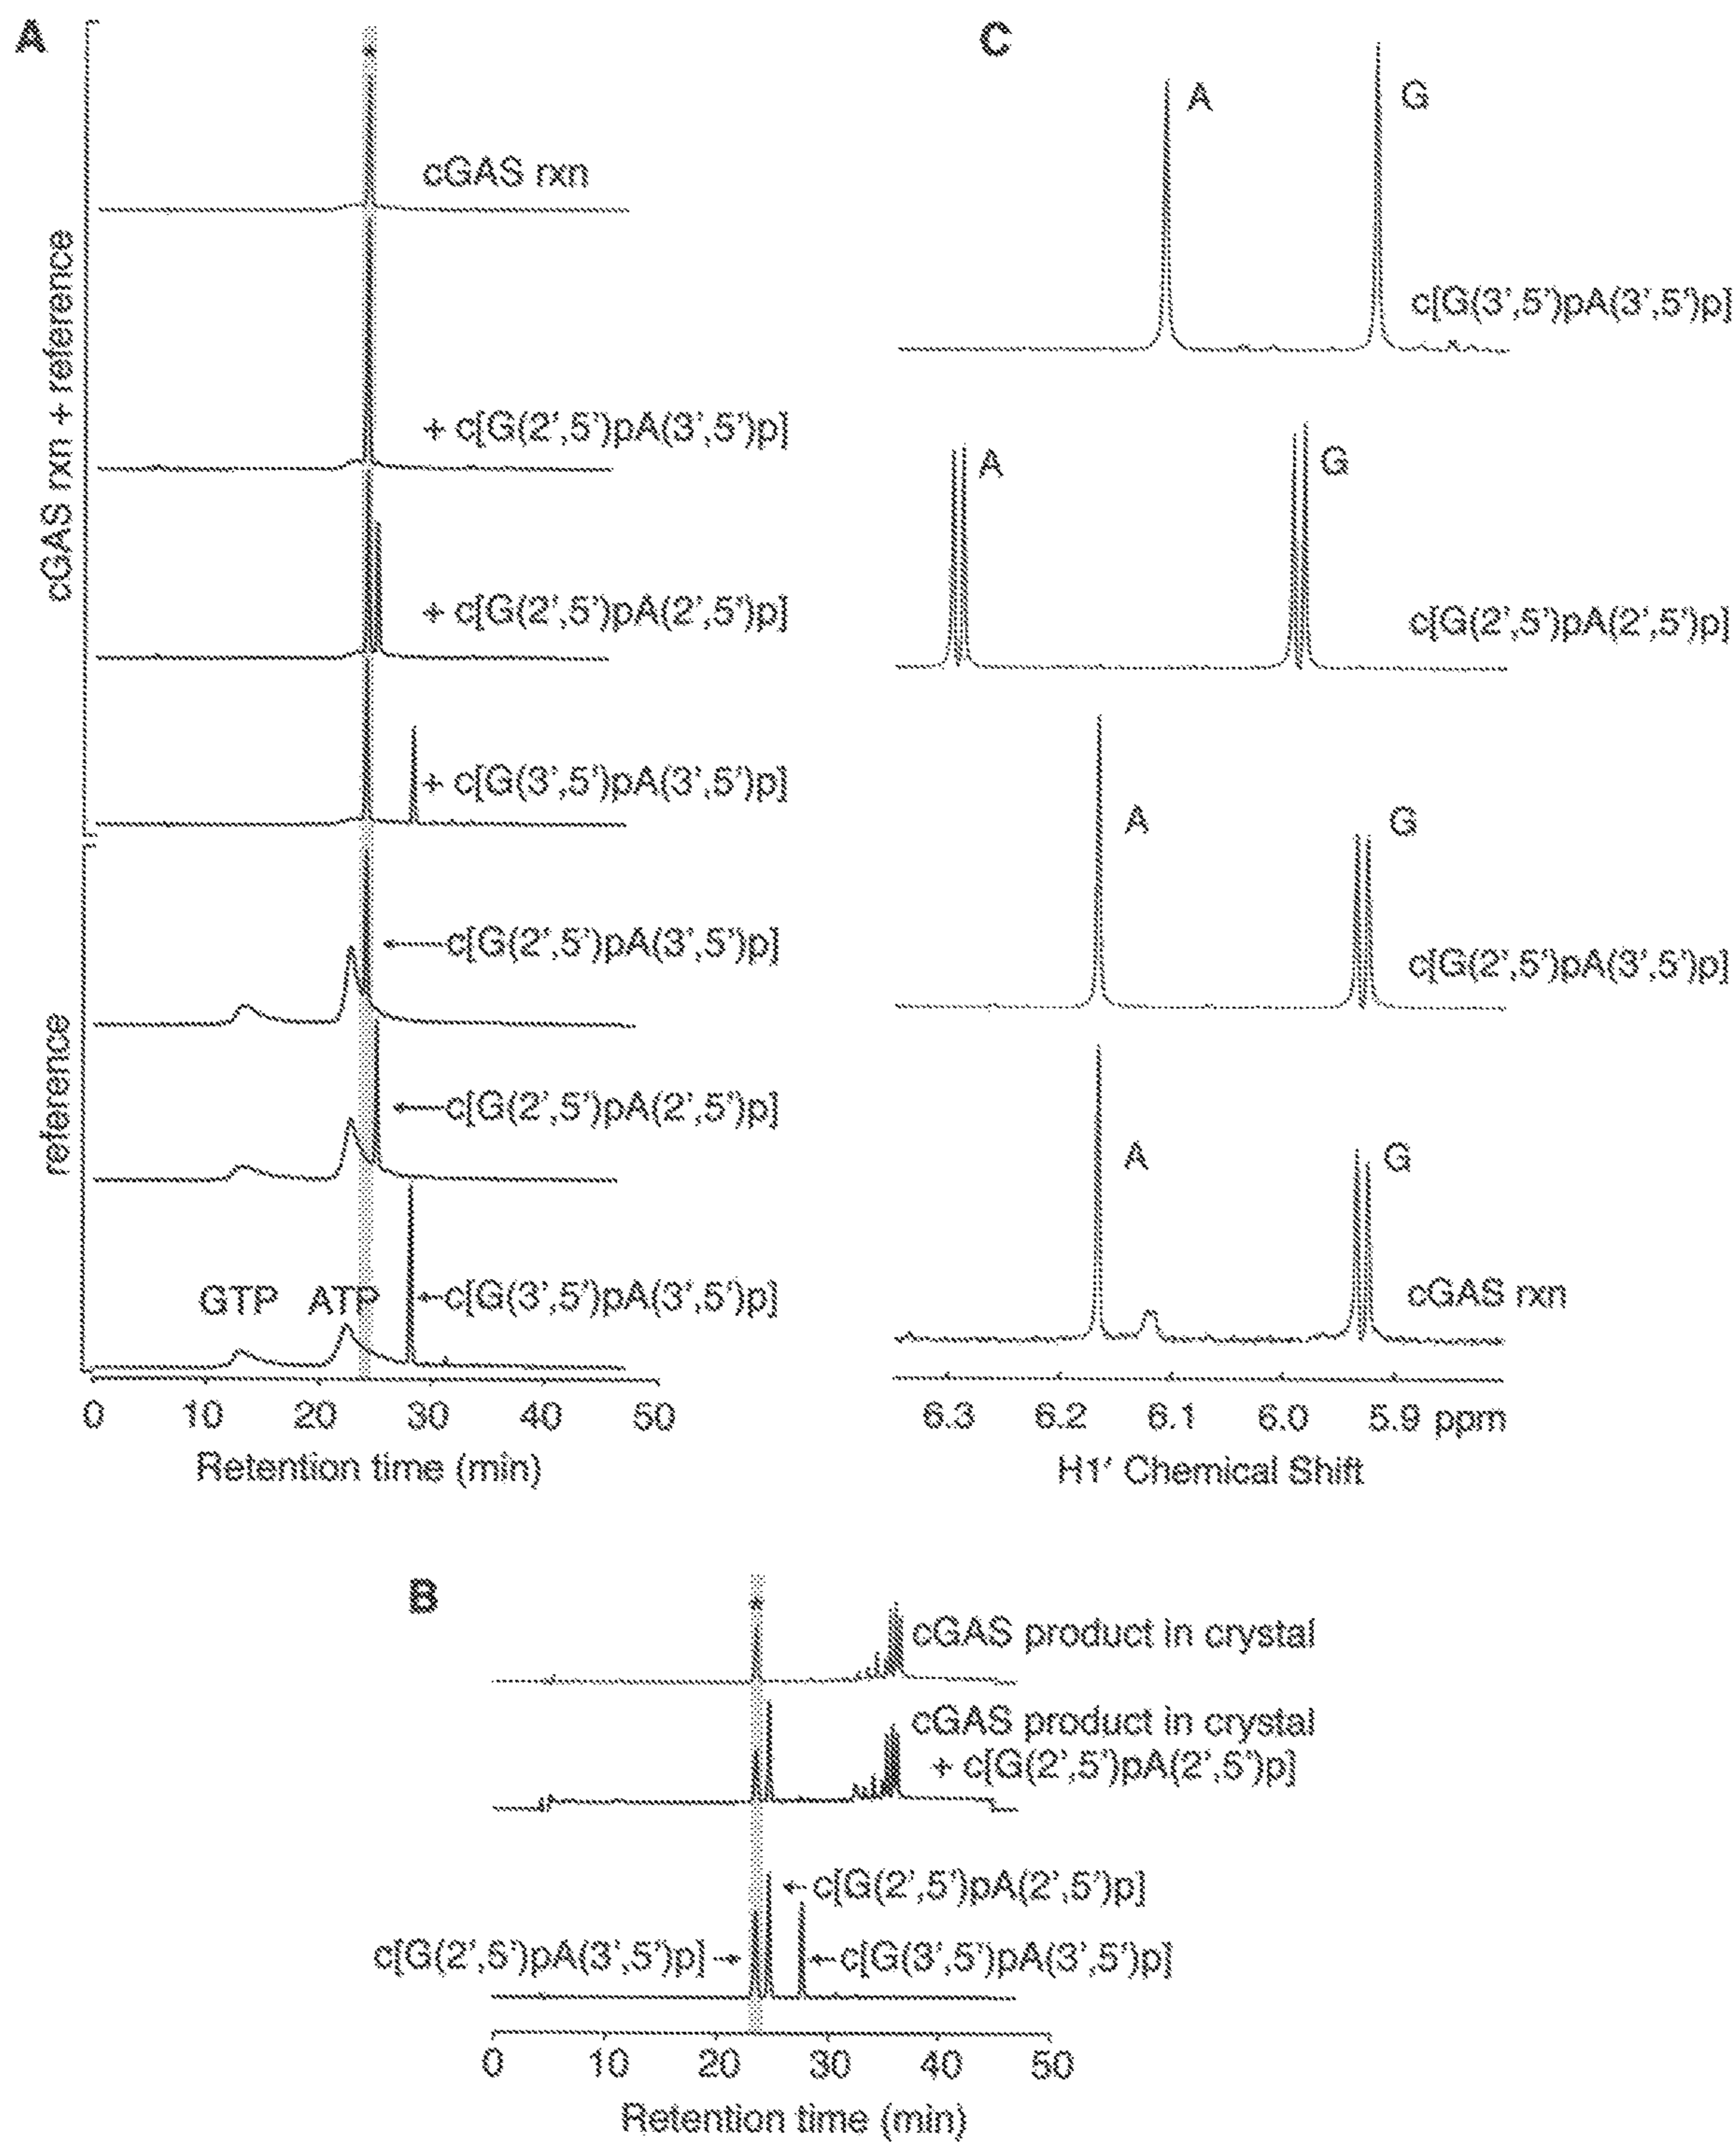 A
cGAS rxn + reference
cGAS rxn
+ c[G(2',5')pA(3',5')p]
+ c[G(2',5')pA(2',5')p]
+ c[G(3',5')pA(3',5')p]
reference
c[G(2',5')pA(3',5')p]
c[G(2',5')pA(2',5')p]
GTP ATP c[G(3',5')pA(3',5')p]
0 10 20 30 40 50
Retention time (min)
C
A G
c[G(3',5')pA(3',5')p]
A G
c[G(2',5')pA(2',5')p]
A G
c[G(2',5')pA(3',5')p]
A G
cGAS rxn
6.3 6.2 6.1 6.0 5.9 ppm
H1' Chemical Shift
B
cGAS product in crystal
cGAS product in crystal
+ c[G(2',5')pA(2',5')p]
c[G(2',5')pA(2',5')p]
c[G(2',5')pA(3',5')p] c[G(3',5')pA(3',5')p]
0 10 20 30 40 50
Retention time (min)